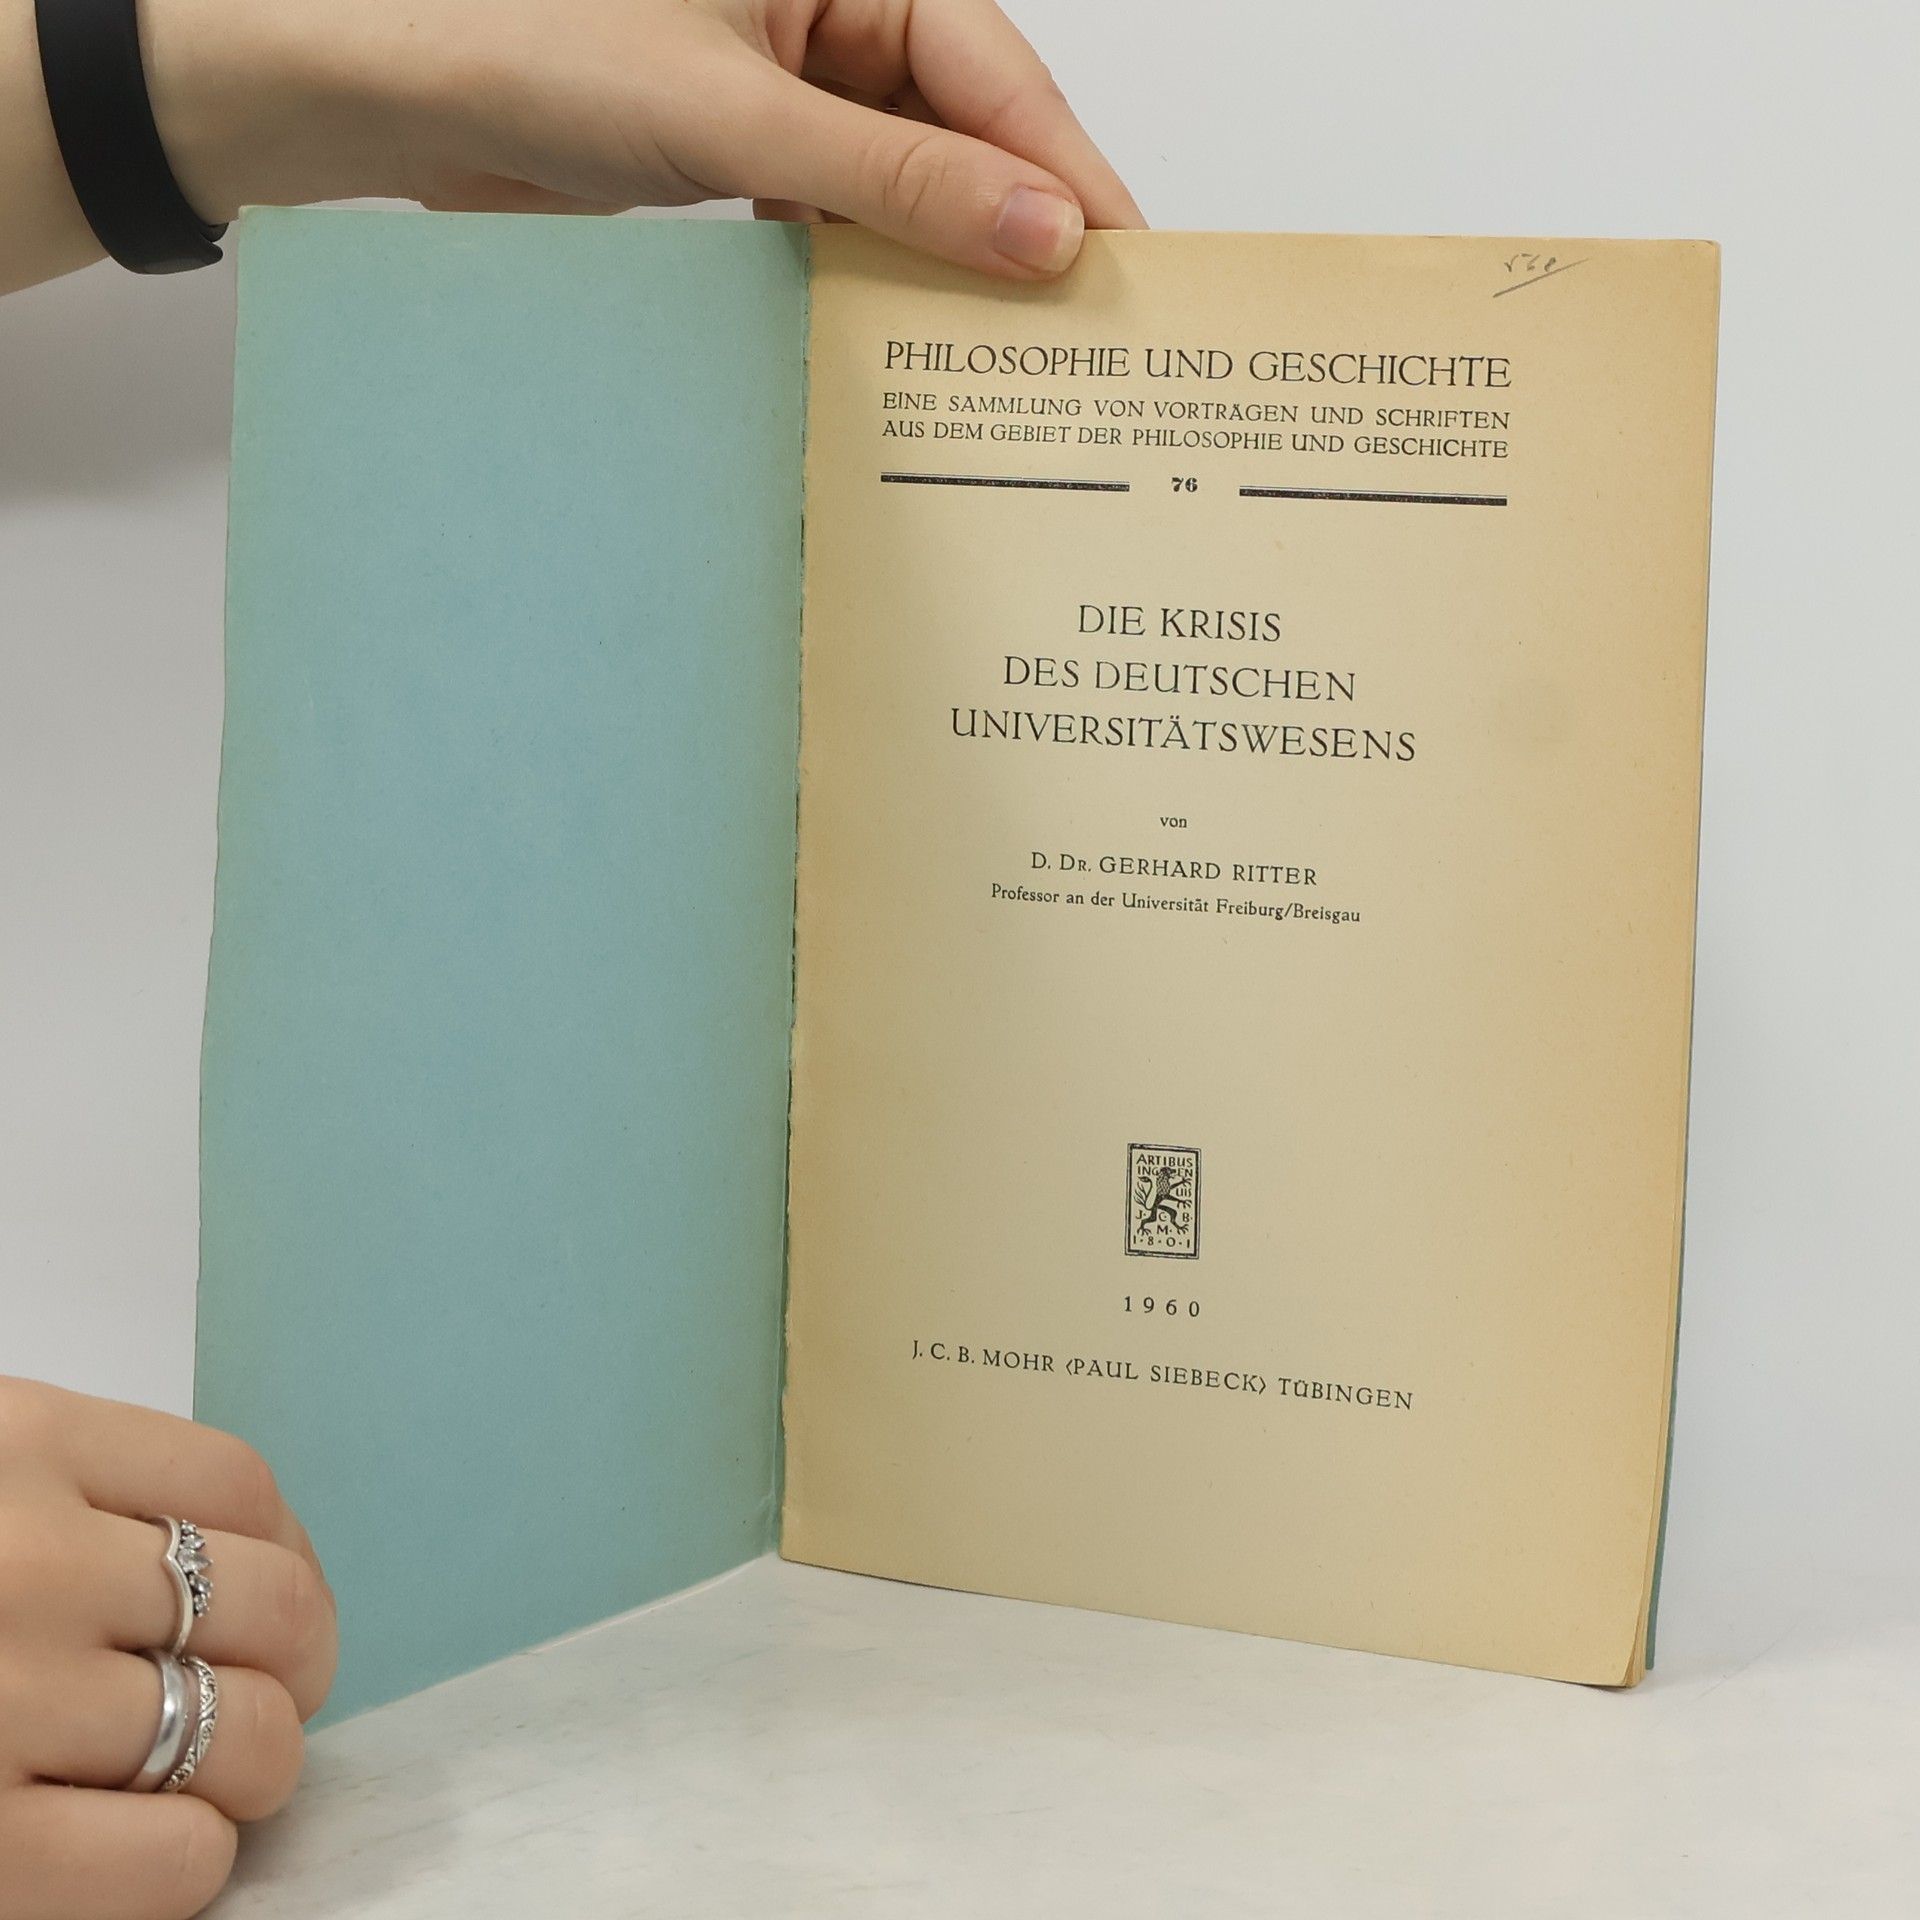 PHILOSOPHIE UND GESCHICHTE
EINE SAMMLUNG VON VORTRÄGEN UND SCHRIFTEN
AUS DEM GEBIET DER PHILOSOPHIE UND GESCHICHTE
76
DIE KRISIS
DES DEUTSCHEN
UNIVERSITÄTSWESENS
von
D. DR. GERHARD RITTER
Professor an der Universität Freiburg/Breisgau
ARTIBUS
J. C. B.
M.
1·8·0·1
1960
J. C. B. MOHR ⟨PAUL SIEBECK⟩ TÜBINGEN